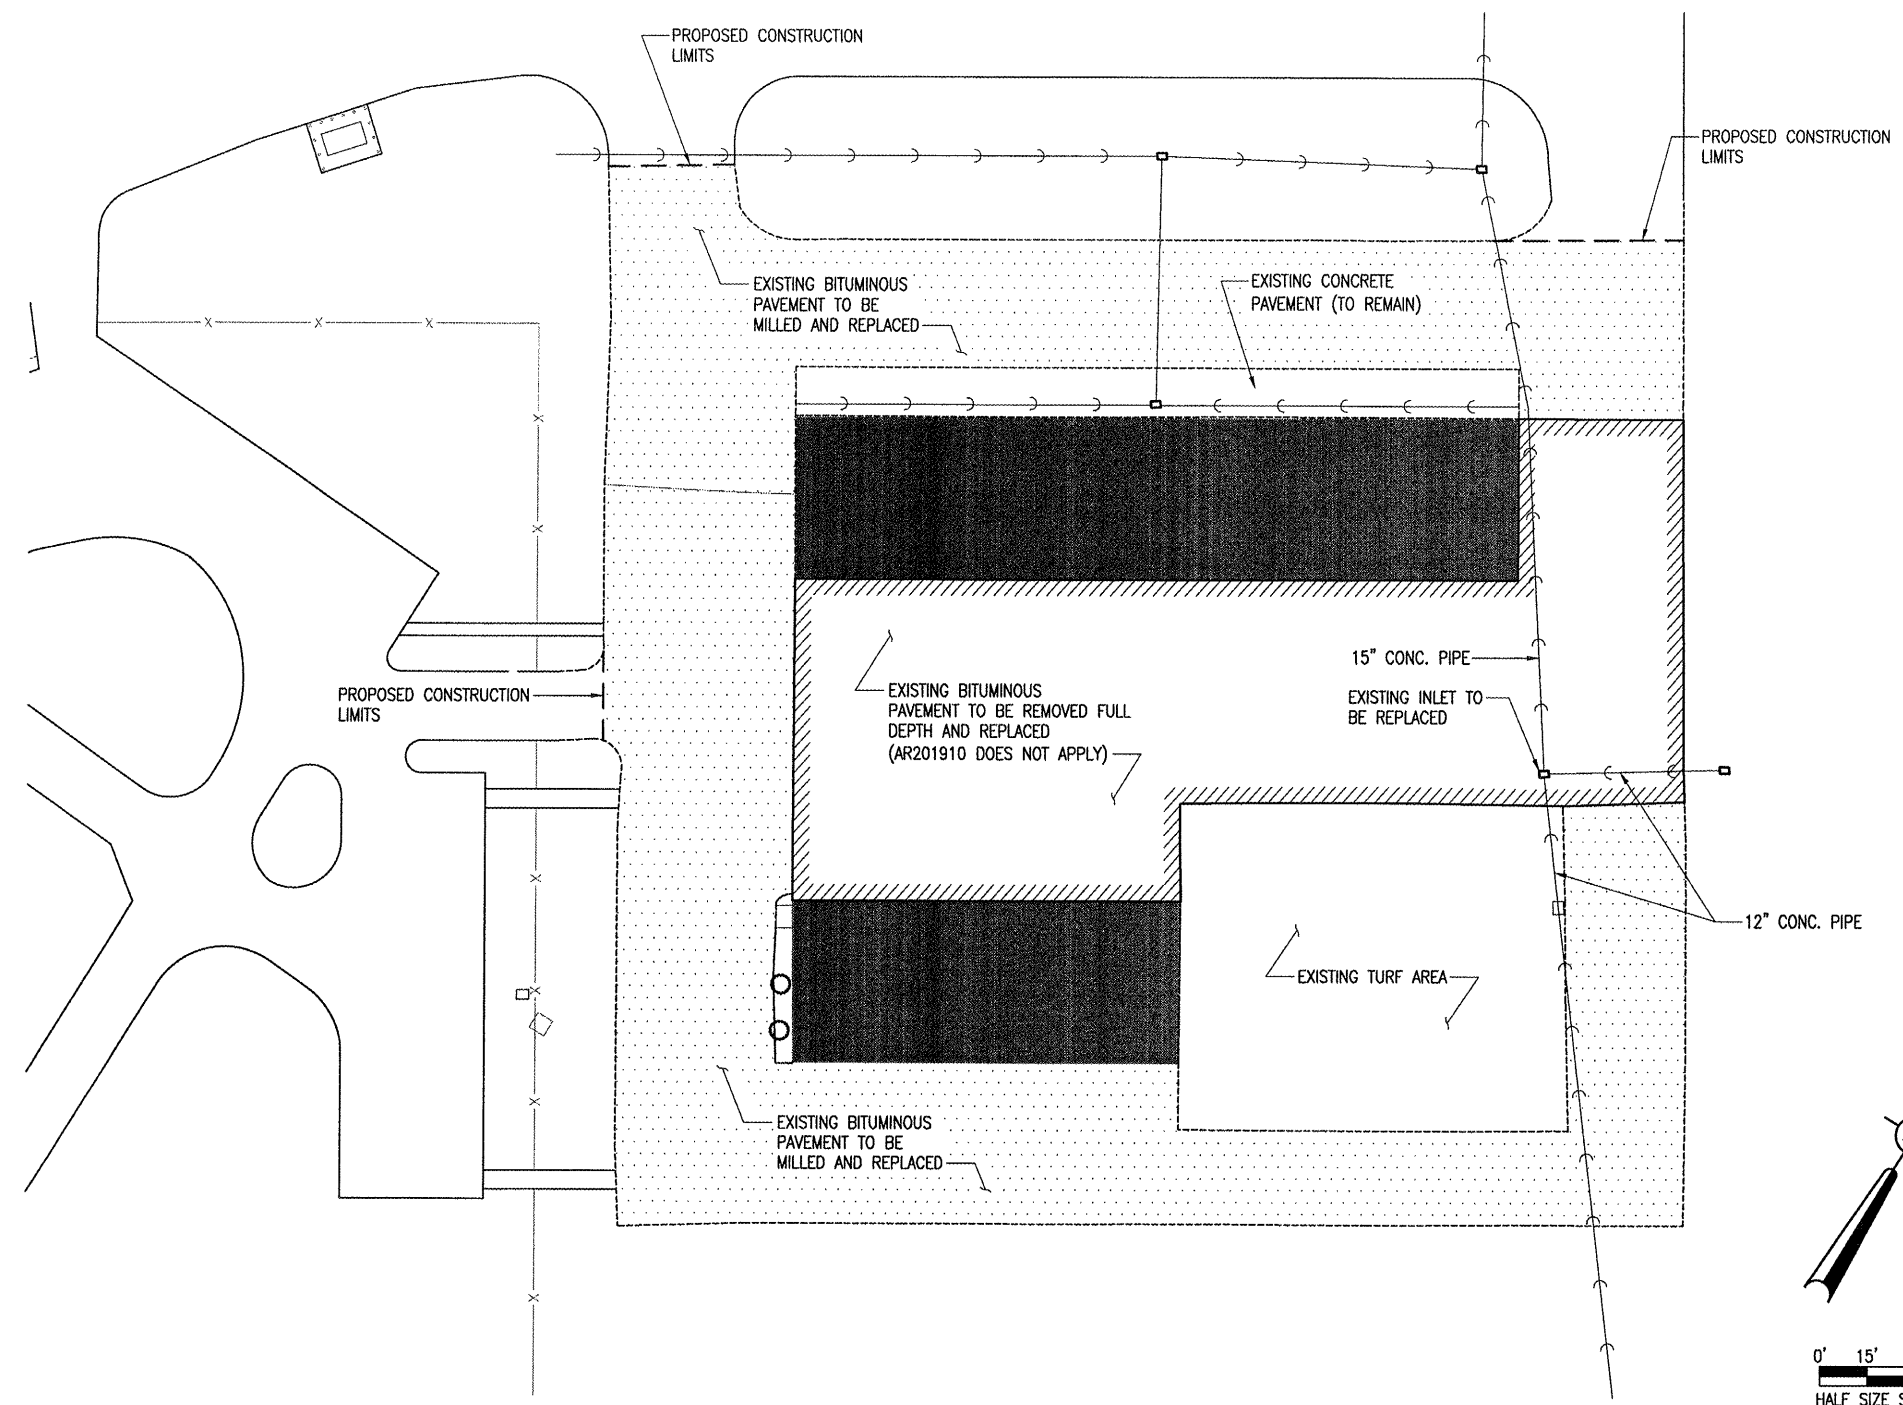 PROPOSED CONSTRUCTION
LIMITS
PROPOSED CONSTRUCTION
LIMITS
EXISTING BITUMINOUS
PAVEMENT TO BE
MILLED AND REPLACED
EXISTING CONCRETE
PAVEMENT (TO REMAIN)
15" CONC. PIPE
EXISTING INLET TO
BE REPLACED
PROPOSED CONSTRUCTION
LIMITS
EXISTING BITUMINOUS
PAVEMENT TO BE REMOVED FULL
DEPTH AND REPLACED
(AR201910 DOES NOT APPLY)
12" CONC. PIPE
EXISTING TURF AREA
EXISTING BITUMINOUS
PAVEMENT TO BE
MILLED AND REPLACED
0' 15'
HALF SIZE